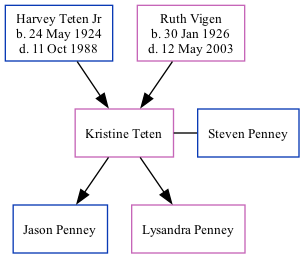 Harvey Teten Jr
b. 24 May 1924
d. 11 Oct 1988
Ruth Vigen
b. 30 Jan 1926
d. 12 May 2003
Kristine Teten
Steven Penney
Jason Penney
Lysandra Penney